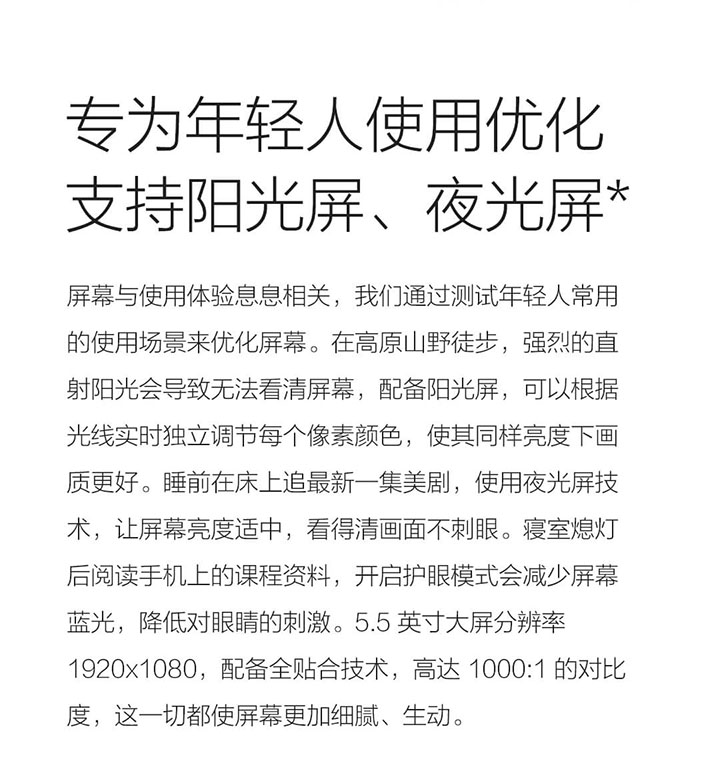 专为年轻人使用优化
支持阳光屏、夜光屏*
屏幕与使用体验息息相关，我们通过测试年轻人常用
的使用场景来优化屏幕。在高原山野徒步，强烈的直
射阳光会导致无法看清屏幕，配备阳光屏，可以根据
光线实时独立调节每个像素颜色，使其同样亮度下画
质更好。睡前在床上追最新一集美剧，使用夜光屏技
术，让屏幕亮度适中，看得清画面不刺眼。寝室熄灯
后阅读手机上的课程资料，开启护眼模式会减少屏幕
蓝光，降低对眼睛的刺激。5.5 英寸大屏分辨率
1920x1080，配备全贴合技术，高达 1000:1 的对比
度，这一切都使屏幕更加细腻、生动。